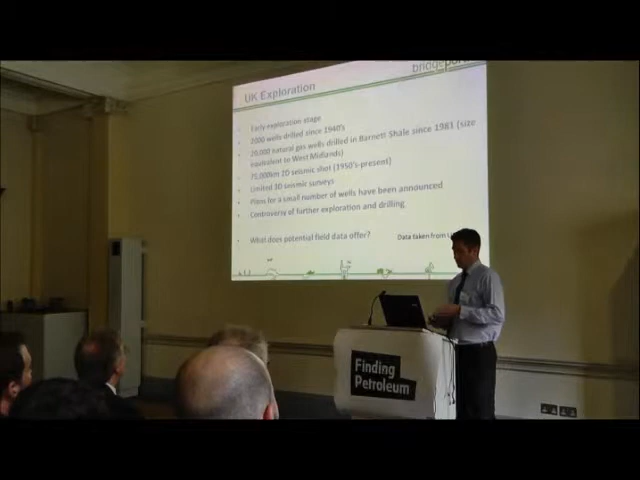 UK Exploration
Early exploration stage
2000 wells drilled since 1940's
20,000 natural gas wells drilled in Barnett Shale since 1981 (size
equivalent to West Midlands)
75,000km 2D seismic shot (1950's-present)
Limited 3D seismic surveys
Plans for a small number of wells have been announced
Controversy of further exploration and drilling
What does potential field data offer?
Data taken from
Finding
Petroleum